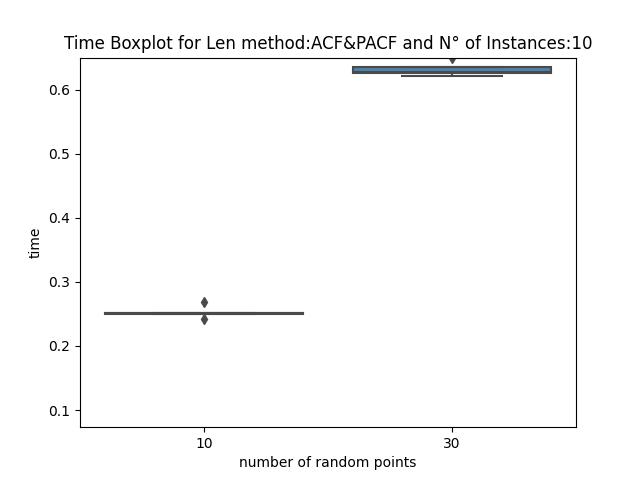 Time Boxplot for Len method:ACF&PACF and N° of Instances:10
0.6
0.5
0.4
0.3
0.2
0.1
time
10 30
number of random points